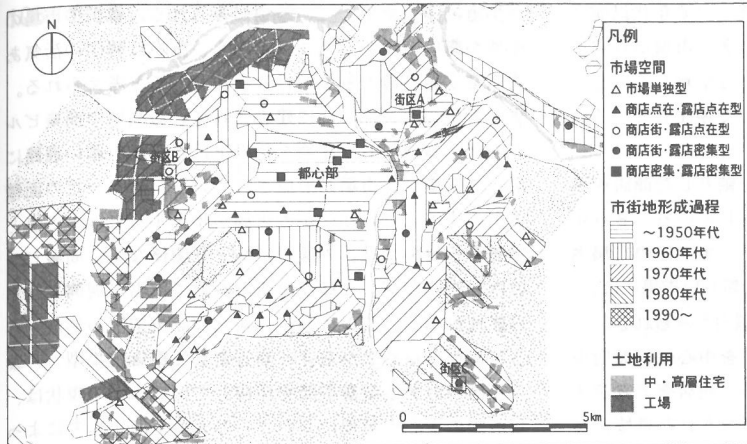 N
街区A
街区B
都心部
街区C
0
5km
凡例
市場空間
△ 市場単独型
▲ 商店点在・露店点在型
○ 商店街・露店点在型
● 商店街・露店密集型
■ 商店密集・露店密集型
市街地形成過程
～1950年代
1960年代
1970年代
1980年代
1990～
土地利用
中・高層住宅
工場